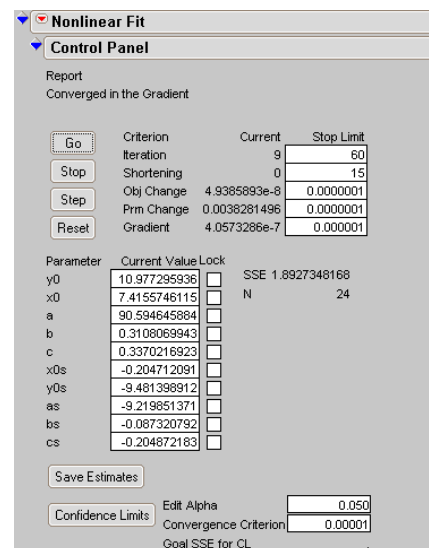 Nonlinear Fit
Control Panel
Report
Converged in the Gradient
Go
Stop
Step
Reset
Criterion Current Stop Limit
Iteration 9 60
Shortening 0 15
Obj Change 4.9385893e-8 0.0000001
Prm Change 0.0038281496 0.0000001
Gradient 4.0573286e-7 0.000001
Parameter Current Value Lock
y0 10.977295936
x0 7.4155746115
a 90.594645884
b 0.3108069943
c 0.3370216923
x0s -0.204712091
y0s -9.481398912
as -9.219851371
bs -0.087320792
cs -0.204872183
SSE 1.8927348168
N 24
Save Estimates
Confidence Limits
Edit Alpha 0.050
Convergence Criterion 0.00001
Goal SSE for CL